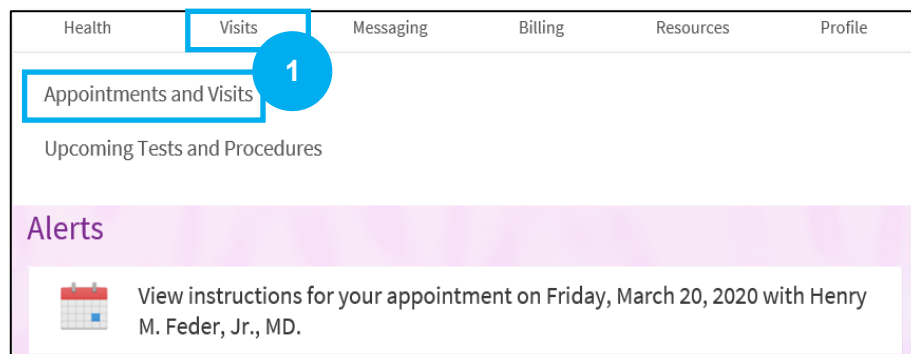 Health Visits Messaging Billing Resources Profile
1
Appointments and Visits
Upcoming Tests and Procedures
Alerts
View instructions for your appointment on Friday, March 20, 2020 with Henry
M. Feder, Jr., MD.